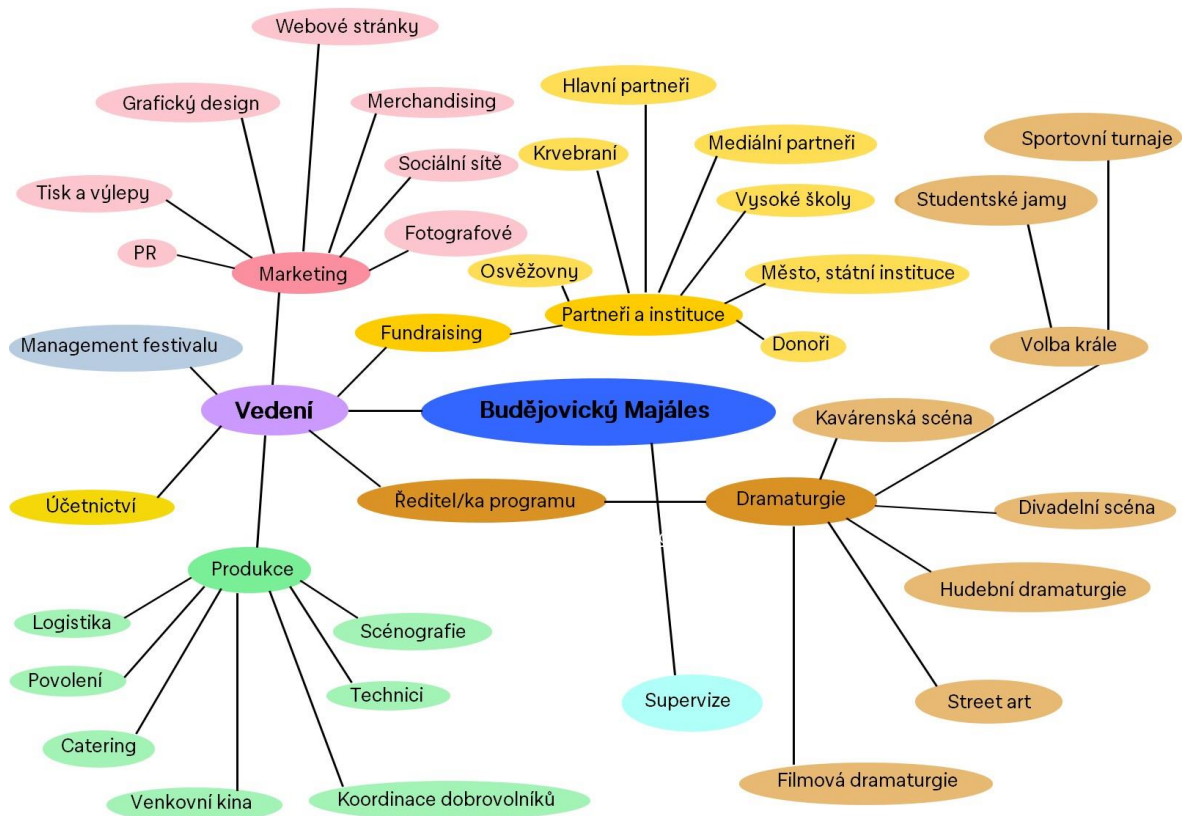 Webové stránky
Grafický design
Merchandising
Tisk a výlepy
Sociální sítě
PR
Fotografové
Marketing
Hlavní partneři
Krvebraní
Mediální partneři
Vysoké školy
Osvěžovny
Město, státní instituce
Partneři a instituce
Donoři
Fundraising
Sportovní turnaje
Studentské jamy
Volba krále
Management festivalu
Vedení
Budějovický Majáles
Kavárenská scéna
Účetnictví
Ředitel/ka programu
Dramaturgie
Divadelní scéna
Hudební dramaturgie
Street art
Filmová dramaturgie
Supervize
Produkce
Logistika
Scénografie
Povolení
Technici
Catering
Venkovní kina
Koordinace dobrovolníků